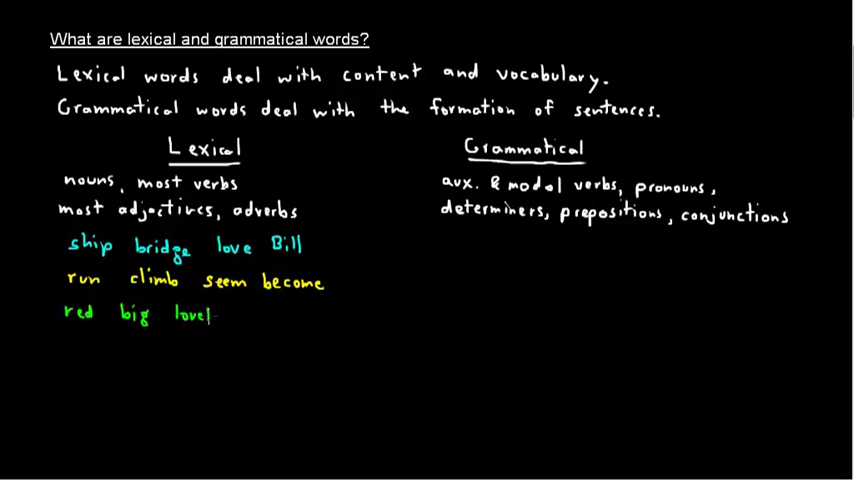 What are lexical and grammatical words?
Lexical words deal with content and vocabulary.
Grammatical words deal with the formation of sentences.
Lexical
nouns, most verbs
most adjectives, adverbs
ship bridge love Bill
run climb seem become
red big lovel
Grammatical
aux. & modal verbs, pronouns,
determiners, prepositions, conjunctions